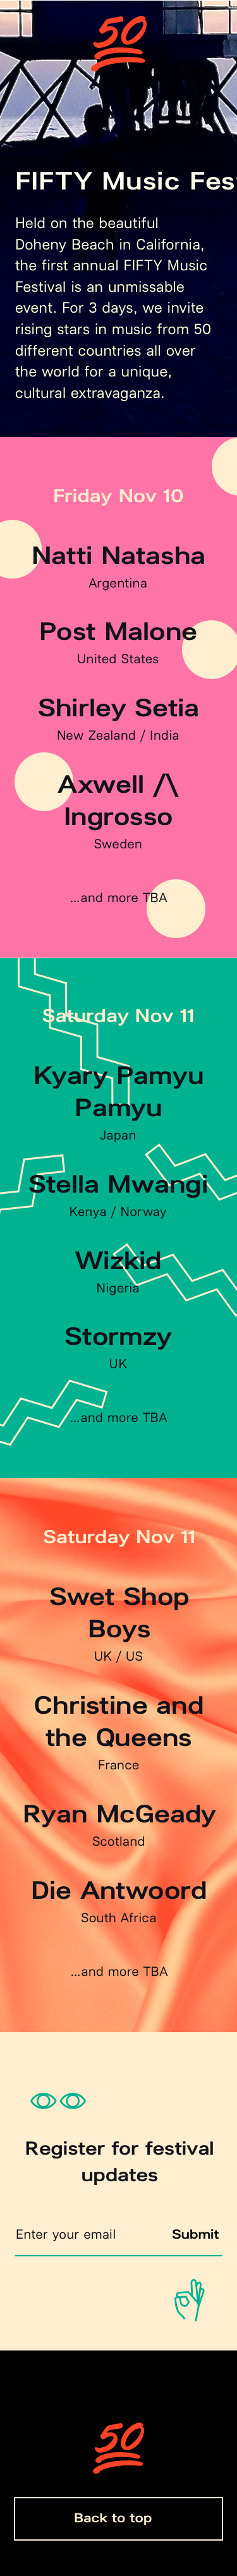 50
FIFTY Music Fes
Held on the beautiful
Doheny Beach in California,
the first annual FIFTY Music
Festival is an unmissable
event. For 3 days, we invite
rising stars in music from 50
different countries all over
the world for a unique,
cultural extravaganza.
Friday Nov 10
Natti Natasha
Argentina
Post Malone
United States
Shirley Setia
New Zealand / India
Axwell /\
Ingrosso
Sweden
...and more TBA
Saturday Nov 11
Kyary Pamyu
Pamyu
Japan
Stella Mwangi
Kenya / Norway
Wizkid
Nigeria
Stormzy
UK
...and more TBA
Saturday Nov 11
Swet Shop
Boys
UK / US
Christine and
the Queens
France
Ryan McGeady
Scotland
Die Antwoord
South Africa
...and more TBA
Register for festival
updates
Enter your email Submit
50
Back to top